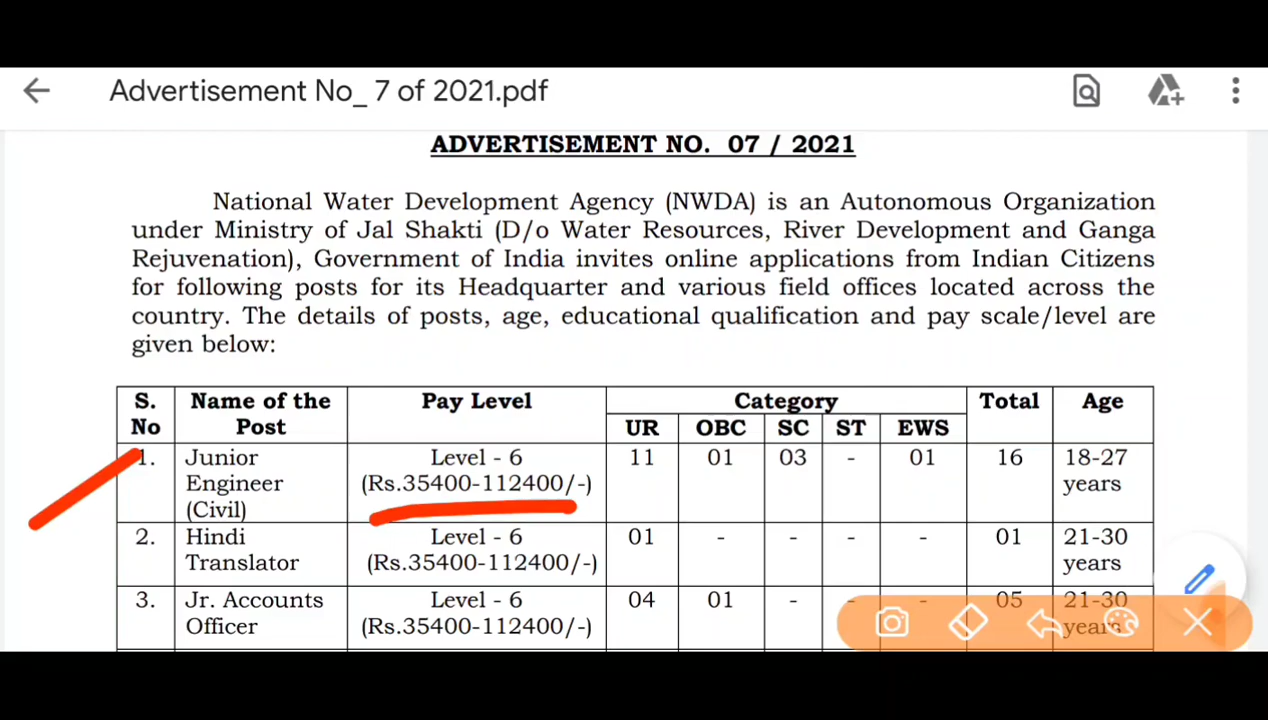 Advertisement No_ 7 of 2021.pdf
ADVERTISEMENT NO. 07 / 2021
National Water Development Agency (NWDA) is an Autonomous Organization
under Ministry of Jal Shakti (D/o Water Resources, River Development and Ganga
Rejuvenation), Government of India invites online applications from Indian Citizens
for following posts for its Headquarter and various field offices located across the
country. The details of posts, age, educational qualification and pay scale/level are
given below:
S. No Name of the Post Pay Level Category Total Age
UR OBC SC ST EWS
1. Junior Level - 6 11 01 03 - 01 16 18-27
Engineer (Rs.35400-112400/-) years
(Civil)
2. Hindi Level - 6 01 - - - - 01 21-30
Translator (Rs.35400-112400/-) years
3. Jr. Accounts Level - 6 04 01 - - - 05 21-30
Officer (Rs.35400-112400/-) years